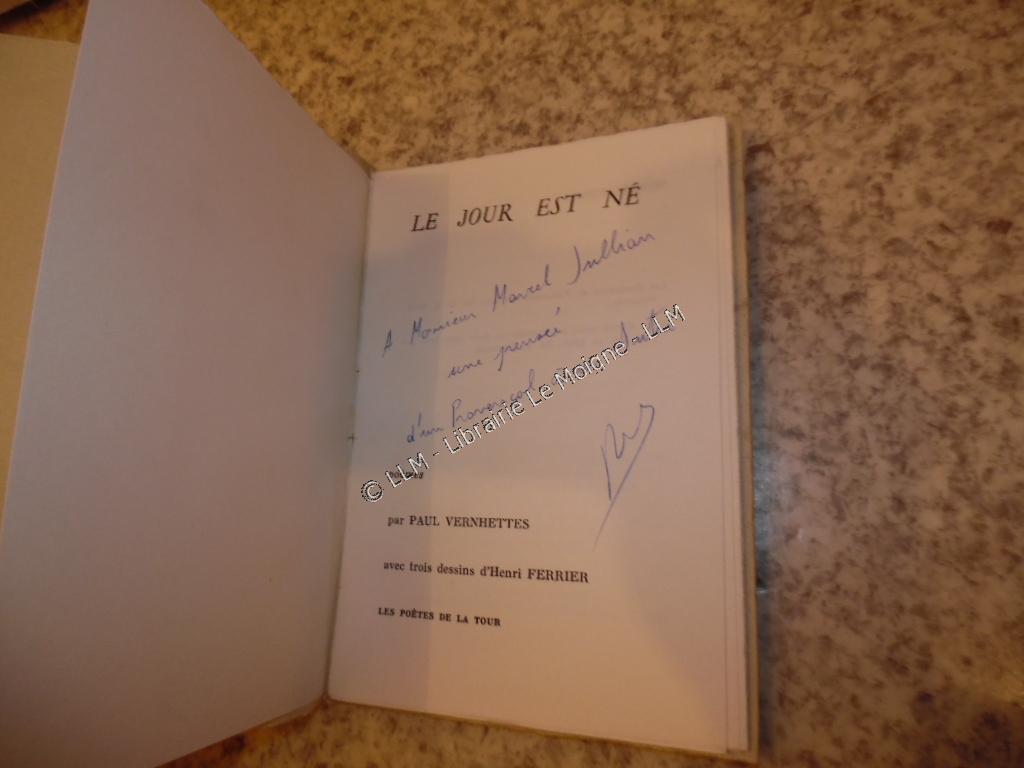 LE JOUR EST NÉ
A Monsieur Marcel Jullian
une pensée
d'un Provençal
© LLM - Librairie Le Moigne - LLM
par PAUL VERNHETTES
avec trois dessins d'Henri FERRIER
LES POÈTES DE LA TOUR